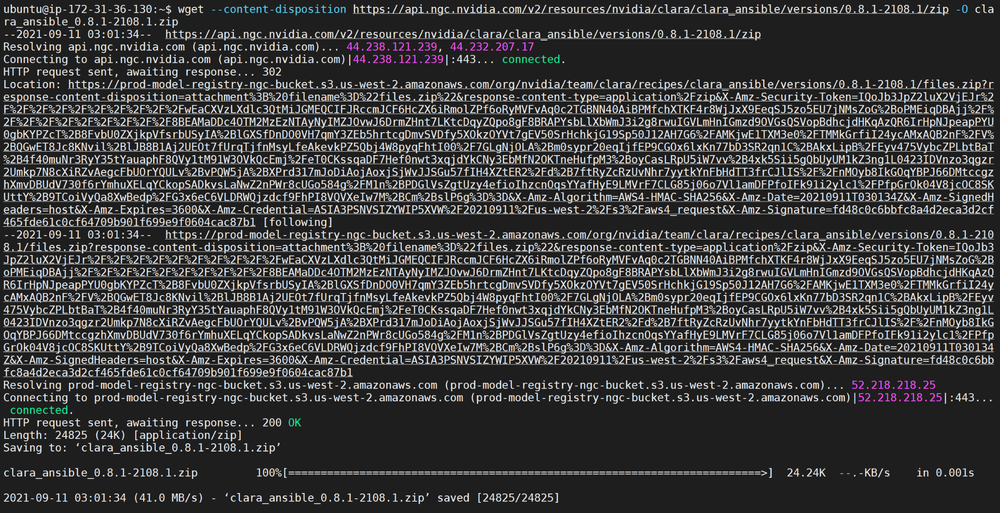 ubuntu@ip-172-31-36-130:~$ wget --content-disposition https://api.ngc.nvidia.com/v2/resources/nvidia/clara/clara_ansible/versions/0.8.1-2108.1/zip -O cla
ra_ansible_0.8.1-2108.1.zip
--2021-09-11 03:01:34--  https://api.ngc.nvidia.com/v2/resources/nvidia/clara/clara_ansible/versions/0.8.1-2108.1/zip
Resolving api.ngc.nvidia.com (api.ngc.nvidia.com)... 44.238.121.239, 44.232.207.17
Connecting to api.ngc.nvidia.com (api.ngc.nvidia.com)|44.238.121.239|:443... connected.
HTTP request sent, awaiting response... 302
Location: https://prod-model-registry-ngc-bucket.s3.us-west-2.amazonaws.com/org/nvidia/team/clara/recipes/clara_ansible/versions/0.8.1-2108.1/files.zip?r
esponse-content-disposition=attachment%3B%20filename%3D%22files.zip%22&response-content-type=application%2Fzip&X-Amz-Security-Token=IQoJb3JpZ2luX2VjEJr%2
F%2F%2F%2F%2F%2F%2F%2F%2F%2FwEaCXVzLXdlc3QtMiJGMEQCIFJRccmJCF6HcZX6iRmolZPf6oRyMVFvAq0c2TGBNN40AiBPMfchXTKF4r8WjJxX9EeqSJ5zo5EU7jNMsZoG%2BoPMEiqDBAjj%2F%
2F%2F%2F%2F%2F%2F%2F%2F%2F8BEAMaDDc4OTM2MzEzNTAyNyIMZJOvwJ6DrmZHnt7LKtcDqyZQpo8gF8BRAPYsbLlXbWmJ3i2g8rwuIGVLmHnIGmzd9OVGsQSVopBdhcjdHKqAzQR6IrHpNJpeapPYU
0gbKYPZcT%2B8FvbU0ZXjkpVfsrbUSyIA%2BlGXSfDnDO0VH7qmY3ZEb5hrtcgDmvSVDfy5XOkzOYVt7gEV50SrHchkjG19Sp50J12AH7G6%2FAMKjwE1TXM3e0%2FTMMkGrfiI24ycAMxAQB2nF%2FV%
2BQGwET8Jc8KNvil%2BlJB8B1Aj2UEOt7fUrqTjfnMsyLfeAkevkPZ5Qbj4W8pyqFhtI00%2F7GLgNjOLA%2Bm0sypr20eqIjfEP9CGOx6lxKn77bD3SR2qn1C%2BAkxLipB%2FEyv475VybcZPLbtBaT
%2B4f40muNr3RyY35tYauaphF8QVy1tM91W3OVkQcEmj%2FeT0CKssqaDF7Hef0nwt3xqjdYkCNy3EbMfN2OKTneHufpM3%2BoyCasLRpU5iW7vv%2B4xk5Sii5gQbUyUM1kZ3ng1L0423IDVnzo3qgzr
2Umkp7N8cXiRZvAegcFbUOrYQULv%2BvPQW5jA%2BXPrd317mJoDiAojAoxjSjWvJJSGu57fIH4XZtER2%2Fd%2B7ftRyZcRzUvNhr7yytkYnFbHdTT3frCJlIS%2F%2FnMOyb8IkGOqYBPJ66DMtccgz
hXmvDBUdV730f6rYmhuXELqYCkopSADkvsLaNwZ2nPWr8cUGo584g%2FM1n%2BPDGlVsZgtUzy4efioIhzcnOqsYYafHyE9LMVrF7CLG85j06o7Vl1amDFPfoIFk91i2ylc1%2FPfpGrOk04V8jcOC8SK
UttY%2B9TCoiVyQa8XwBedp%2FG3x6eC6VLDRWQjzdcf9FhPI8VQVXeIw7M%2BCm%2BslP6g%3D%3D&X-Amz-Algorithm=AWS4-HMAC-SHA256&X-Amz-Date=20210911T030134Z&X-Amz-SignedH
eaders=host&X-Amz-Expires=3600&X-Amz-Credential=ASIA3PSNVSIZYWIP5XVW%2F20210911%2Fus-west-2%2Fs3%2Faws4_request&X-Amz-Signature=fd48c0c6bbfc8a4d2eca3d2cf
465fde61c0cf64709b901f699e9f0604cac87b1 [following]
--2021-09-11 03:01:34--  https://prod-model-registry-ngc-bucket.s3.us-west-2.amazonaws.com/org/nvidia/team/clara/recipes/clara_ansible/versions/0.8.1-210
8.1/files.zip?response-content-disposition=attachment%3B%20filename%3D%22files.zip%22&response-content-type=application%2Fzip&X-Amz-Security-Token=IQoJb3
JpZ2luX2VjEJr%2F%2F%2F%2F%2F%2F%2F%2F%2F%2FwEaCXVzLXdlc3QtMiJGMEQCIFJRccmJCF6HcZX6iRmolZPf6oRyMVFvAq0c2TGBNN40AiBPMfchXTKF4r8WjJxX9EeqSJ5zo5EU7jNMsZoG%2B
oPMEiqDBAjj%2F%2F%2F%2F%2F%2F%2F%2F%2F%2F8BEAMaDDc4OTM2MzEzNTAyNyIMZJOvwJ6DrmZHnt7LKtcDqyZQpo8gF8BRAPYsbLlXbWmJ3i2g8rwuIGVLmHnIGmzd9OVGsQSVopBdhcjdHKqAzQ
R6IrHpNJpeapPYU0gbKYPZcT%2B8FvbU0ZXjkpVfsrbUSyIA%2BlGXSfDnDO0VH7qmY3ZEb5hrtcgDmvSVDfy5XOkzOYVt7gEV50SrHchkjG19Sp50J12AH7G6%2FAMKjwE1TXM3e0%2FTMMkGrfiI24y
cAMxAQB2nF%2FV%2BQGwET8Jc8KNvil%2BlJB8B1Aj2UEOt7fUrqTjfnMsyLfeAkevkPZ5Qbj4W8pyqFhtI00%2F7GLgNjOLA%2Bm0sypr20eqIjfEP9CGOx6lxKn77bD3SR2qn1C%2BAkxLipB%2FEyv
475VybcZPLbtBaT%2B4f40muNr3RyY35tYauaphF8QVy1tM91W3OVkQcEmj%2FeT0CKssqaDF7Hef0nwt3xqjdYkCNy3EbMfN2OKTneHufpM3%2BoyCasLRpU5iW7vv%2B4xk5Sii5gQbUyUM1kZ3ng1L
0423IDVnzo3qgzr2Umkp7N8cXiRZvAegcFbUOrYQULv%2BvPQW5jA%2BXPrd317mJoDiAojAoxjSjWvJJSGu57fIH4XZtER2%2Fd%2B7ftRyZcRzUvNhr7yytkYnFbHdTT3frCJlIS%2F%2FnMOyb8IkG
OqYBPJ66DMtccgzhXmvDBUdV730f6rYmhuXELqYCkopSADkvsLaNwZ2nPWr8cUGo584g%2FM1n%2BPDGlVsZgtUzy4efioIhzcnOqsYYafHyE9LMVrF7CLG85j06o7Vl1amDFPfoIFk91i2ylc1%2FPfp
GrOk04V8jcOC8SKUttY%2B9TCoiVyQa8XwBedp%2FG3x6eC6VLDRWQjzdcf9FhPI8VQVXeIw7M%2BCm%2BslP6g%3D%3D&X-Amz-Algorithm=AWS4-HMAC-SHA256&X-Amz-Date=20210911T030134
Z&X-Amz-SignedHeaders=host&X-Amz-Expires=3600&X-Amz-Credential=ASIA3PSNVSIZYWIP5XVW%2F20210911%2Fus-west-2%2Fs3%2Faws4_request&X-Amz-Signature=fd48c0c6bb
fc8a4d2eca3d2cf465fde61c0cf64709b901f699e9f0604cac87b1
Resolving prod-model-registry-ngc-bucket.s3.us-west-2.amazonaws.com (prod-model-registry-ngc-bucket.s3.us-west-2.amazonaws.com)... 52.218.218.25
Connecting to prod-model-registry-ngc-bucket.s3.us-west-2.amazonaws.com (prod-model-registry-ngc-bucket.s3.us-west-2.amazonaws.com)|52.218.218.25|:443...
 connected.
HTTP request sent, awaiting response... 200 OK
Length: 24825 (24K) [application/zip]
Saving to: ‘clara_ansible_0.8.1-2108.1.zip’
clara_ansible_0.8.1-2108.1.zip         100%[=========================================================================>]  24.24K  --.-KB/s    in 0.001s
2021-09-11 03:01:34 (41.0 MB/s) - ‘clara_ansible_0.8.1-2108.1.zip’ saved [24825/24825]